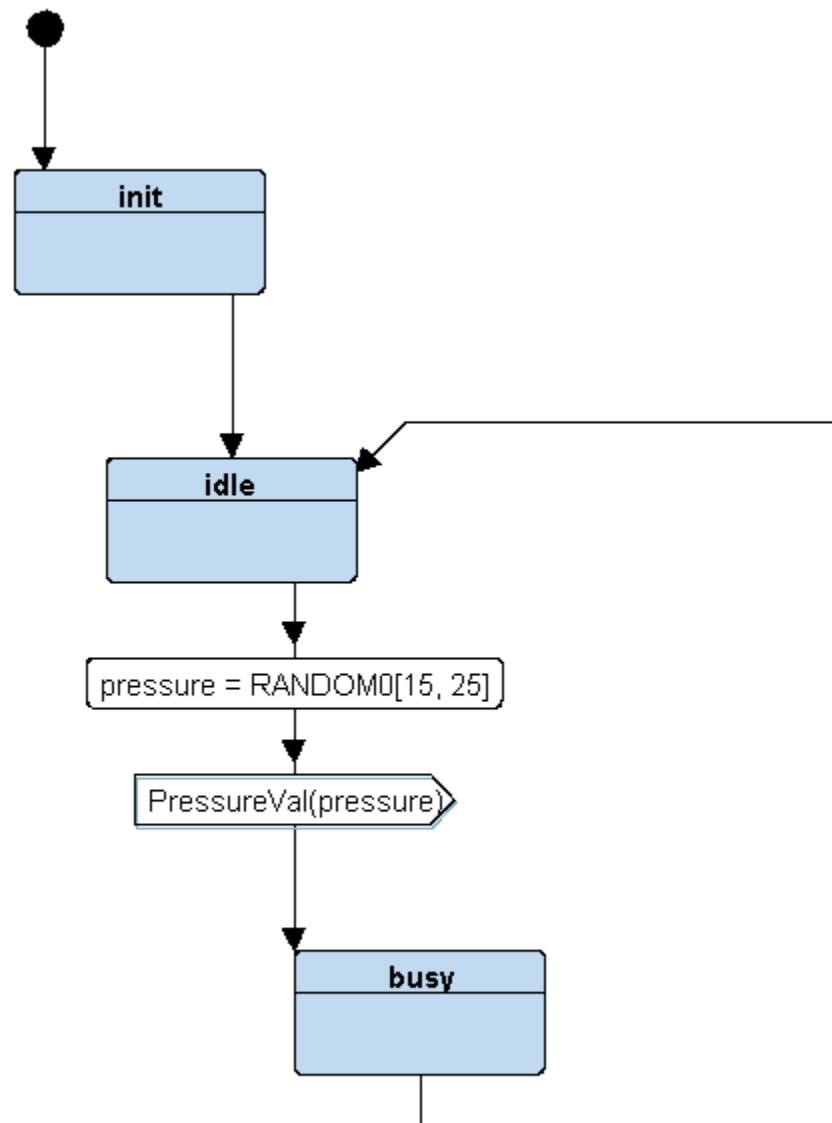 init
idle
pressure = RANDOM0[15, 25]
PressureVal(pressure)
busy